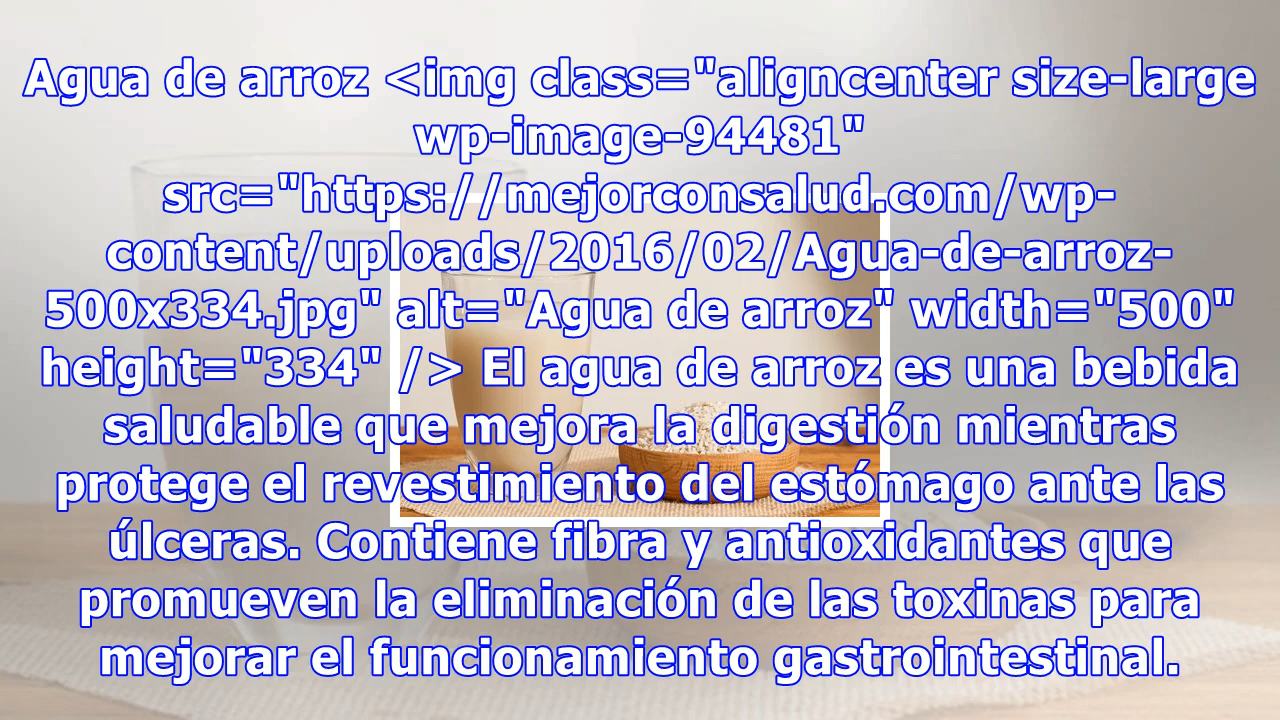 Agua de arroz <img class="aligncenter size-large
wp-image-94481"
src="https://mejorconsalud.com/wp-
content/uploads/2016/02/Agua-de-arroz-
500x334.jpg" alt="Agua de arroz" width="500"
height="334" /> El agua de arroz es una bebida
saludable que mejora la digestión mientras
protege el revestimiento del estómago ante las
úlceras. Contiene fibra y antioxidantes que
promueven la eliminación de las toxinas para
mejorar el funcionamiento gastrointestinal.